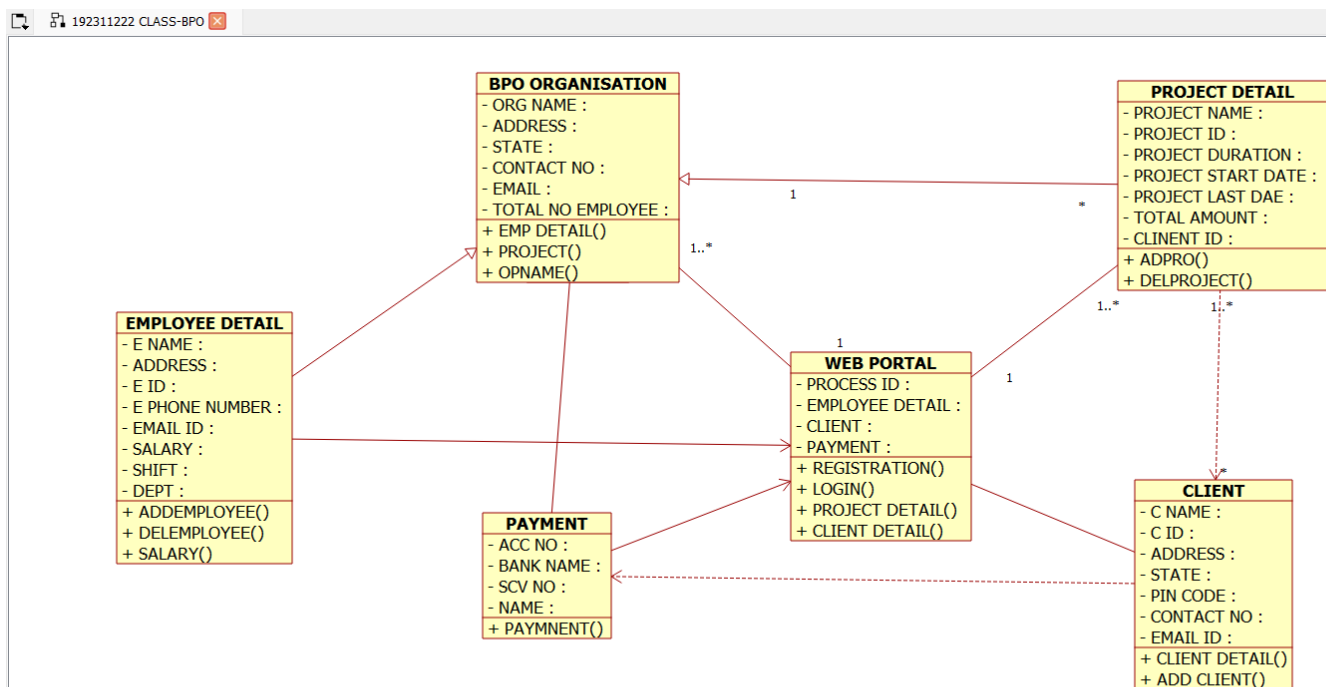 192311222 CLASS-BPO
BPO ORGANISATION
- ORG NAME :
- ADDRESS :
- STATE :
- CONTACT NO :
- EMAIL :
- TOTAL NO EMPLOYEE :
+ EMP DETAIL()
+ PROJECT()
+ OPNAME()
PROJECT DETAIL
- PROJECT NAME :
- PROJECT ID :
- PROJECT DURATION :
- PROJECT START DATE :
- PROJECT LAST DAE :
- TOTAL AMOUNT :
- CLINENT ID :
+ ADPRO()
+ DELPROJECT()
1
*
1..*
1
1..*
1
1..*
*
EMPLOYEE DETAIL
- E NAME :
- ADDRESS :
- E ID :
- E PHONE NUMBER :
- EMAIL ID :
- SALARY :
- SHIFT :
- DEPT :
+ ADDEMPLOYEE()
+ DELEMPLOYEE()
+ SALARY()
WEB PORTAL
- PROCESS ID :
- EMPLOYEE DETAIL :
- CLIENT :
- PAYMENT :
+ REGISTRATION()
+ LOGIN()
+ PROJECT DETAIL()
+ CLIENT DETAIL()
PAYMENT
- ACC NO :
- BANK NAME :
- SCV NO :
- NAME :
+ PAYMNENT()
CLIENT
- C NAME :
- C ID :
- ADDRESS :
- STATE :
- PIN CODE :
- CONTACT NO :
- EMAIL ID :
+ CLIENT DETAIL()
+ ADD CLIENT()